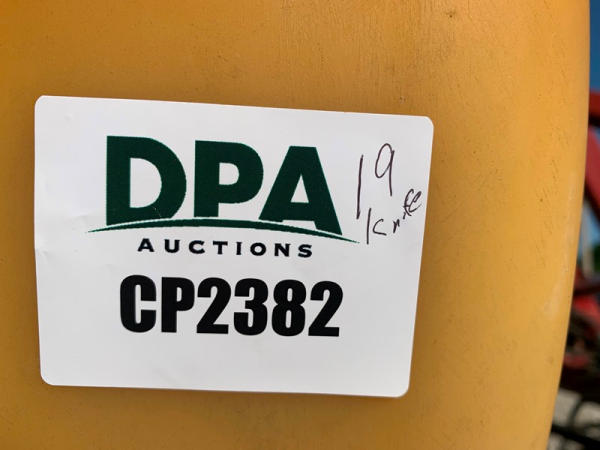 DPA
AUCTIONS
19
Knife
CP2382